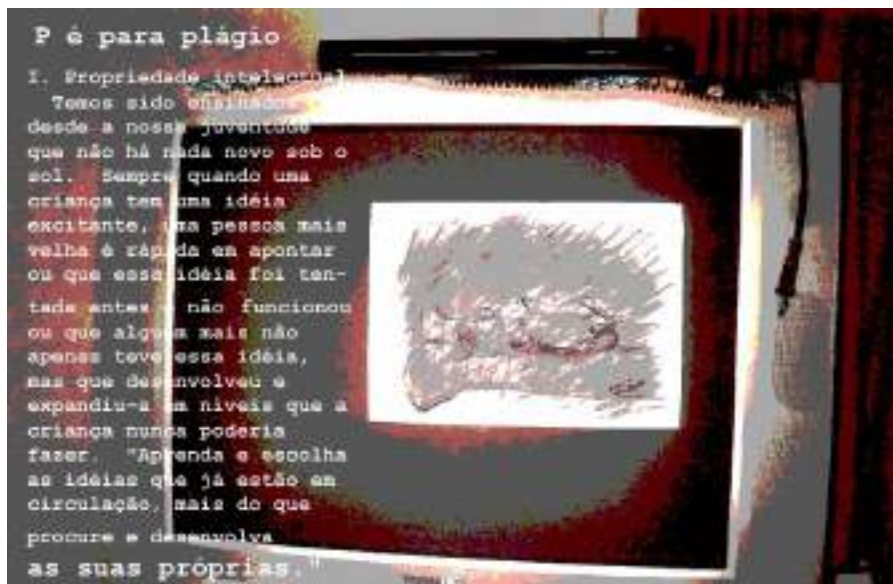 P é para plágio
I. Propriedade intelectual
Temos sido ensinados
desde a nossa juventude
que não há nada novo sob o
sol. Sempre quando uma
criança tem uma idéia
excitante, uma pessoa mais
velha é rápida em apontar
ou que essa idéia foi ten-
tada antes e não funcionou
ou que alguem mais não
apenas teve essa idéia,
mas que desenvolveu e
expandiu-a em níveis que a
criança nunca poderia
fazer. "Aprenda e escolha
as idéias que já estão em
circulação, mais do que
procure e desenvolva
as suas próprias."